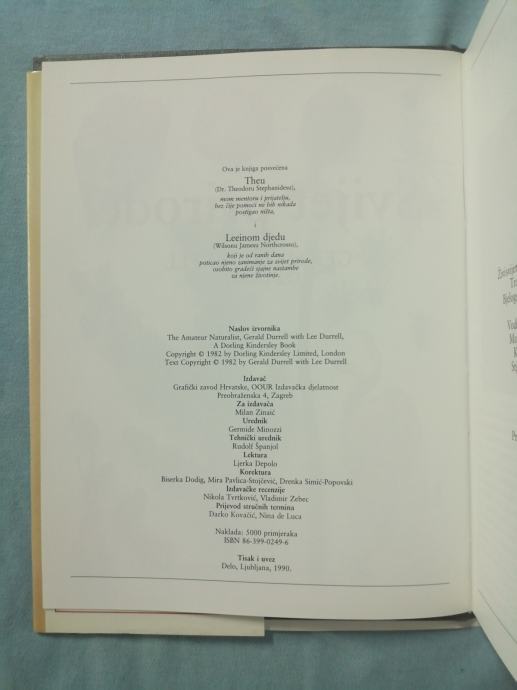 Ova je knjiga posvećena
Theu
(Dr. Theodoru Stephanidesu),
mom mentoru i prijatelju,
bez čije pomoći ne bih nikada
postigao ništa,
i
Leeinom djedu
(Wilsonu Jamesu Northcrossu),
koji je od ranih dana
poticao njeno zanimanje za svijet prirode,
osobito gradeći sjajne nastambe
za njene životinje.
Naslov izvornika
The Amateur Naturalist, Gerald Durrell with Lee Durrell,
A Dorling Kindersley Book
Copyright © 1982 by Dorling Kindersley Limited, London
Text Copyright © 1982 by Gerald Durrell with Lee Durrell
Izdavač
Grafički zavod Hrvatske, OOUR Izdavačka djelatnost
Preobraženska 4, Zagreb
Za izdavača
Milan Zinaić
Urednik
Germide Minozzi
Tehnički urednik
Rudolf Španjol
Lektura
Ljerka Depolo
Korektura
Biserka Dodig, Mira Pavlica-Stojčević, Drenka Simić-Popovski
Izdavačke recenzije
Nikola Tvrtković, Vladimir Zebec
Prijevod stručnih termina
Darko Kovačić, Nina de Luca
Naklada: 5000 primjeraka
ISBN 86-399-0249-6
Tisak i uvez
Delo, Ljubljana, 1990.